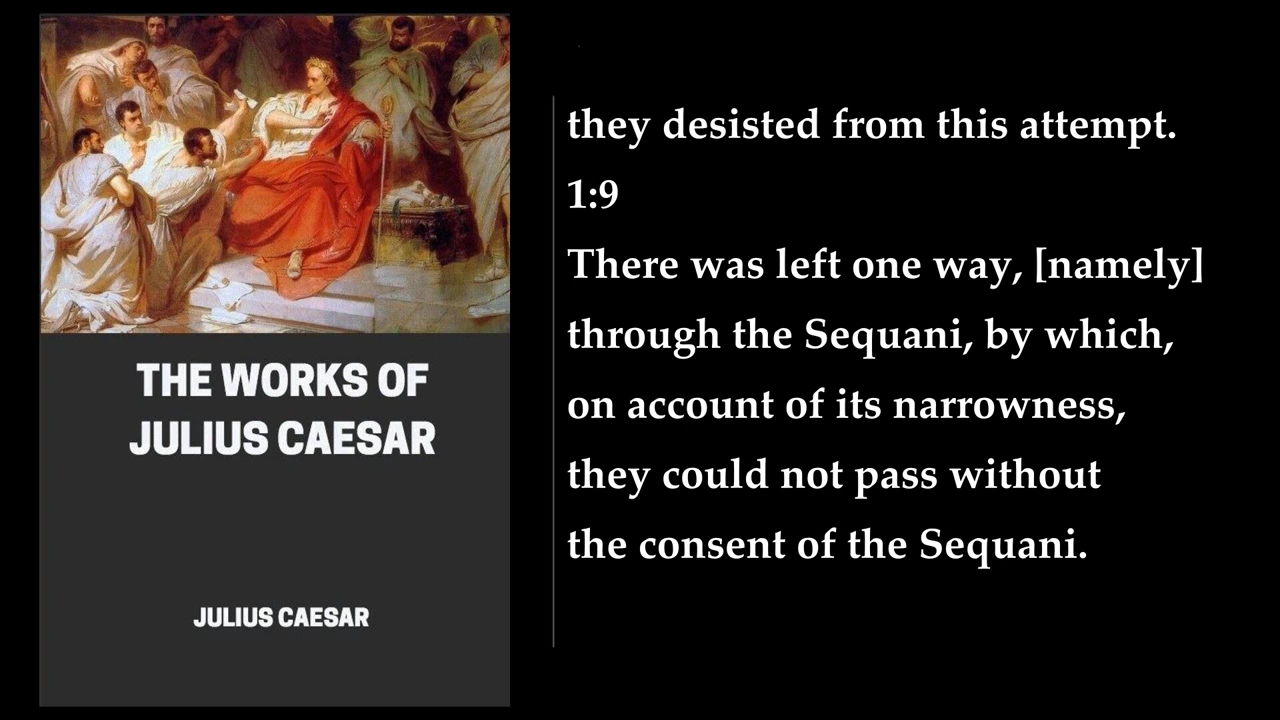 THE WORKS OF
JULIUS CAESAR
JULIUS CAESAR
they desisted from this attempt.
1:9
There was left one way, [namely]
through the Sequani, by which,
on account of its narrowness,
they could not pass without
the consent of the Sequani.